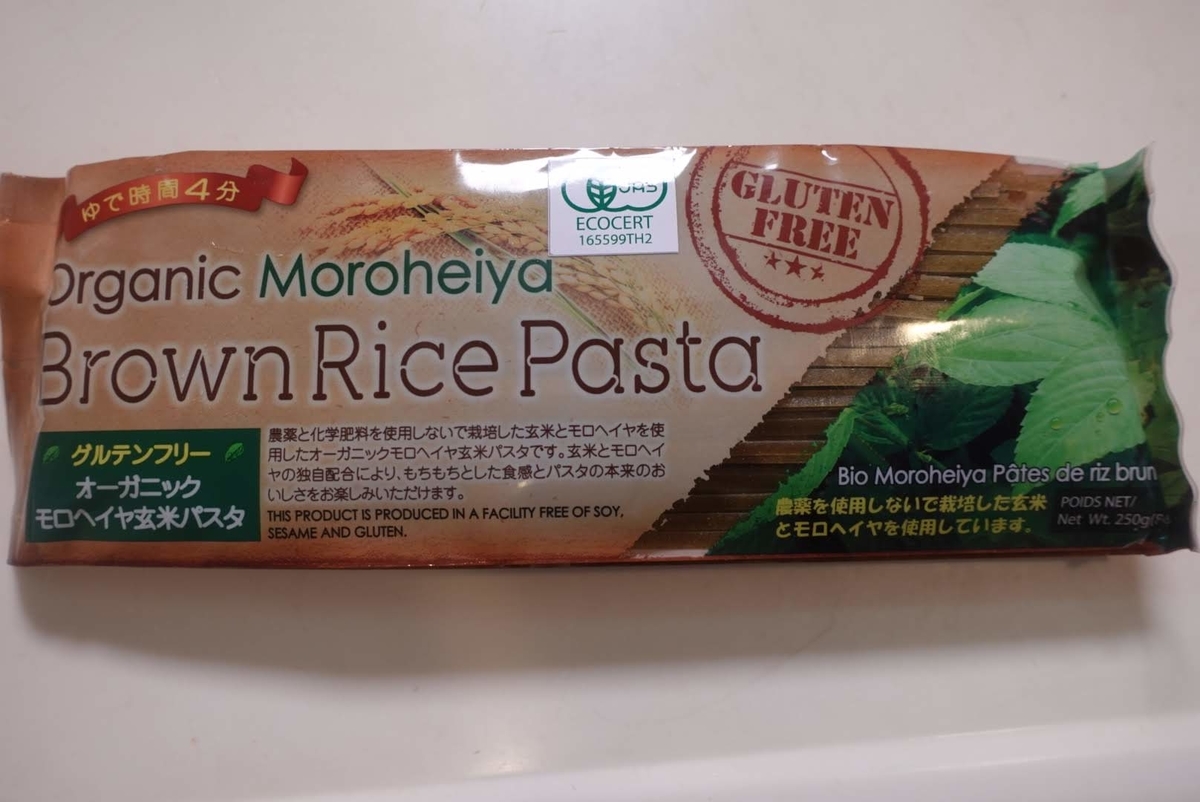 ゆで時間4分
Organic Moroheiya
Brown Rice Pasta
JAS
ECOCERT
165599TH2
GLUTEN
FREE
グルテンフリー
オーガニック
モロヘイヤ玄米パスタ
農薬と化学肥料を使用しないで栽培した玄米とモロヘイヤを使
用したオーガニックモロヘイヤ玄米パスタです。玄米とモロヘイ
ヤの独自配合により、もちもちとした食感とパスタの本来のお
いしさをお楽しみいただけます。
THIS PRODUCT IS PRODUCED IN A FACILITY FREE OF SOY,
SESAME AND GLUTEN.
Bio Moroheiya Pâtes de riz brun
農薬を使用しないで栽培した玄米
とモロヘイヤを使用しています。
POIDS NET/
Net Wt. 250g